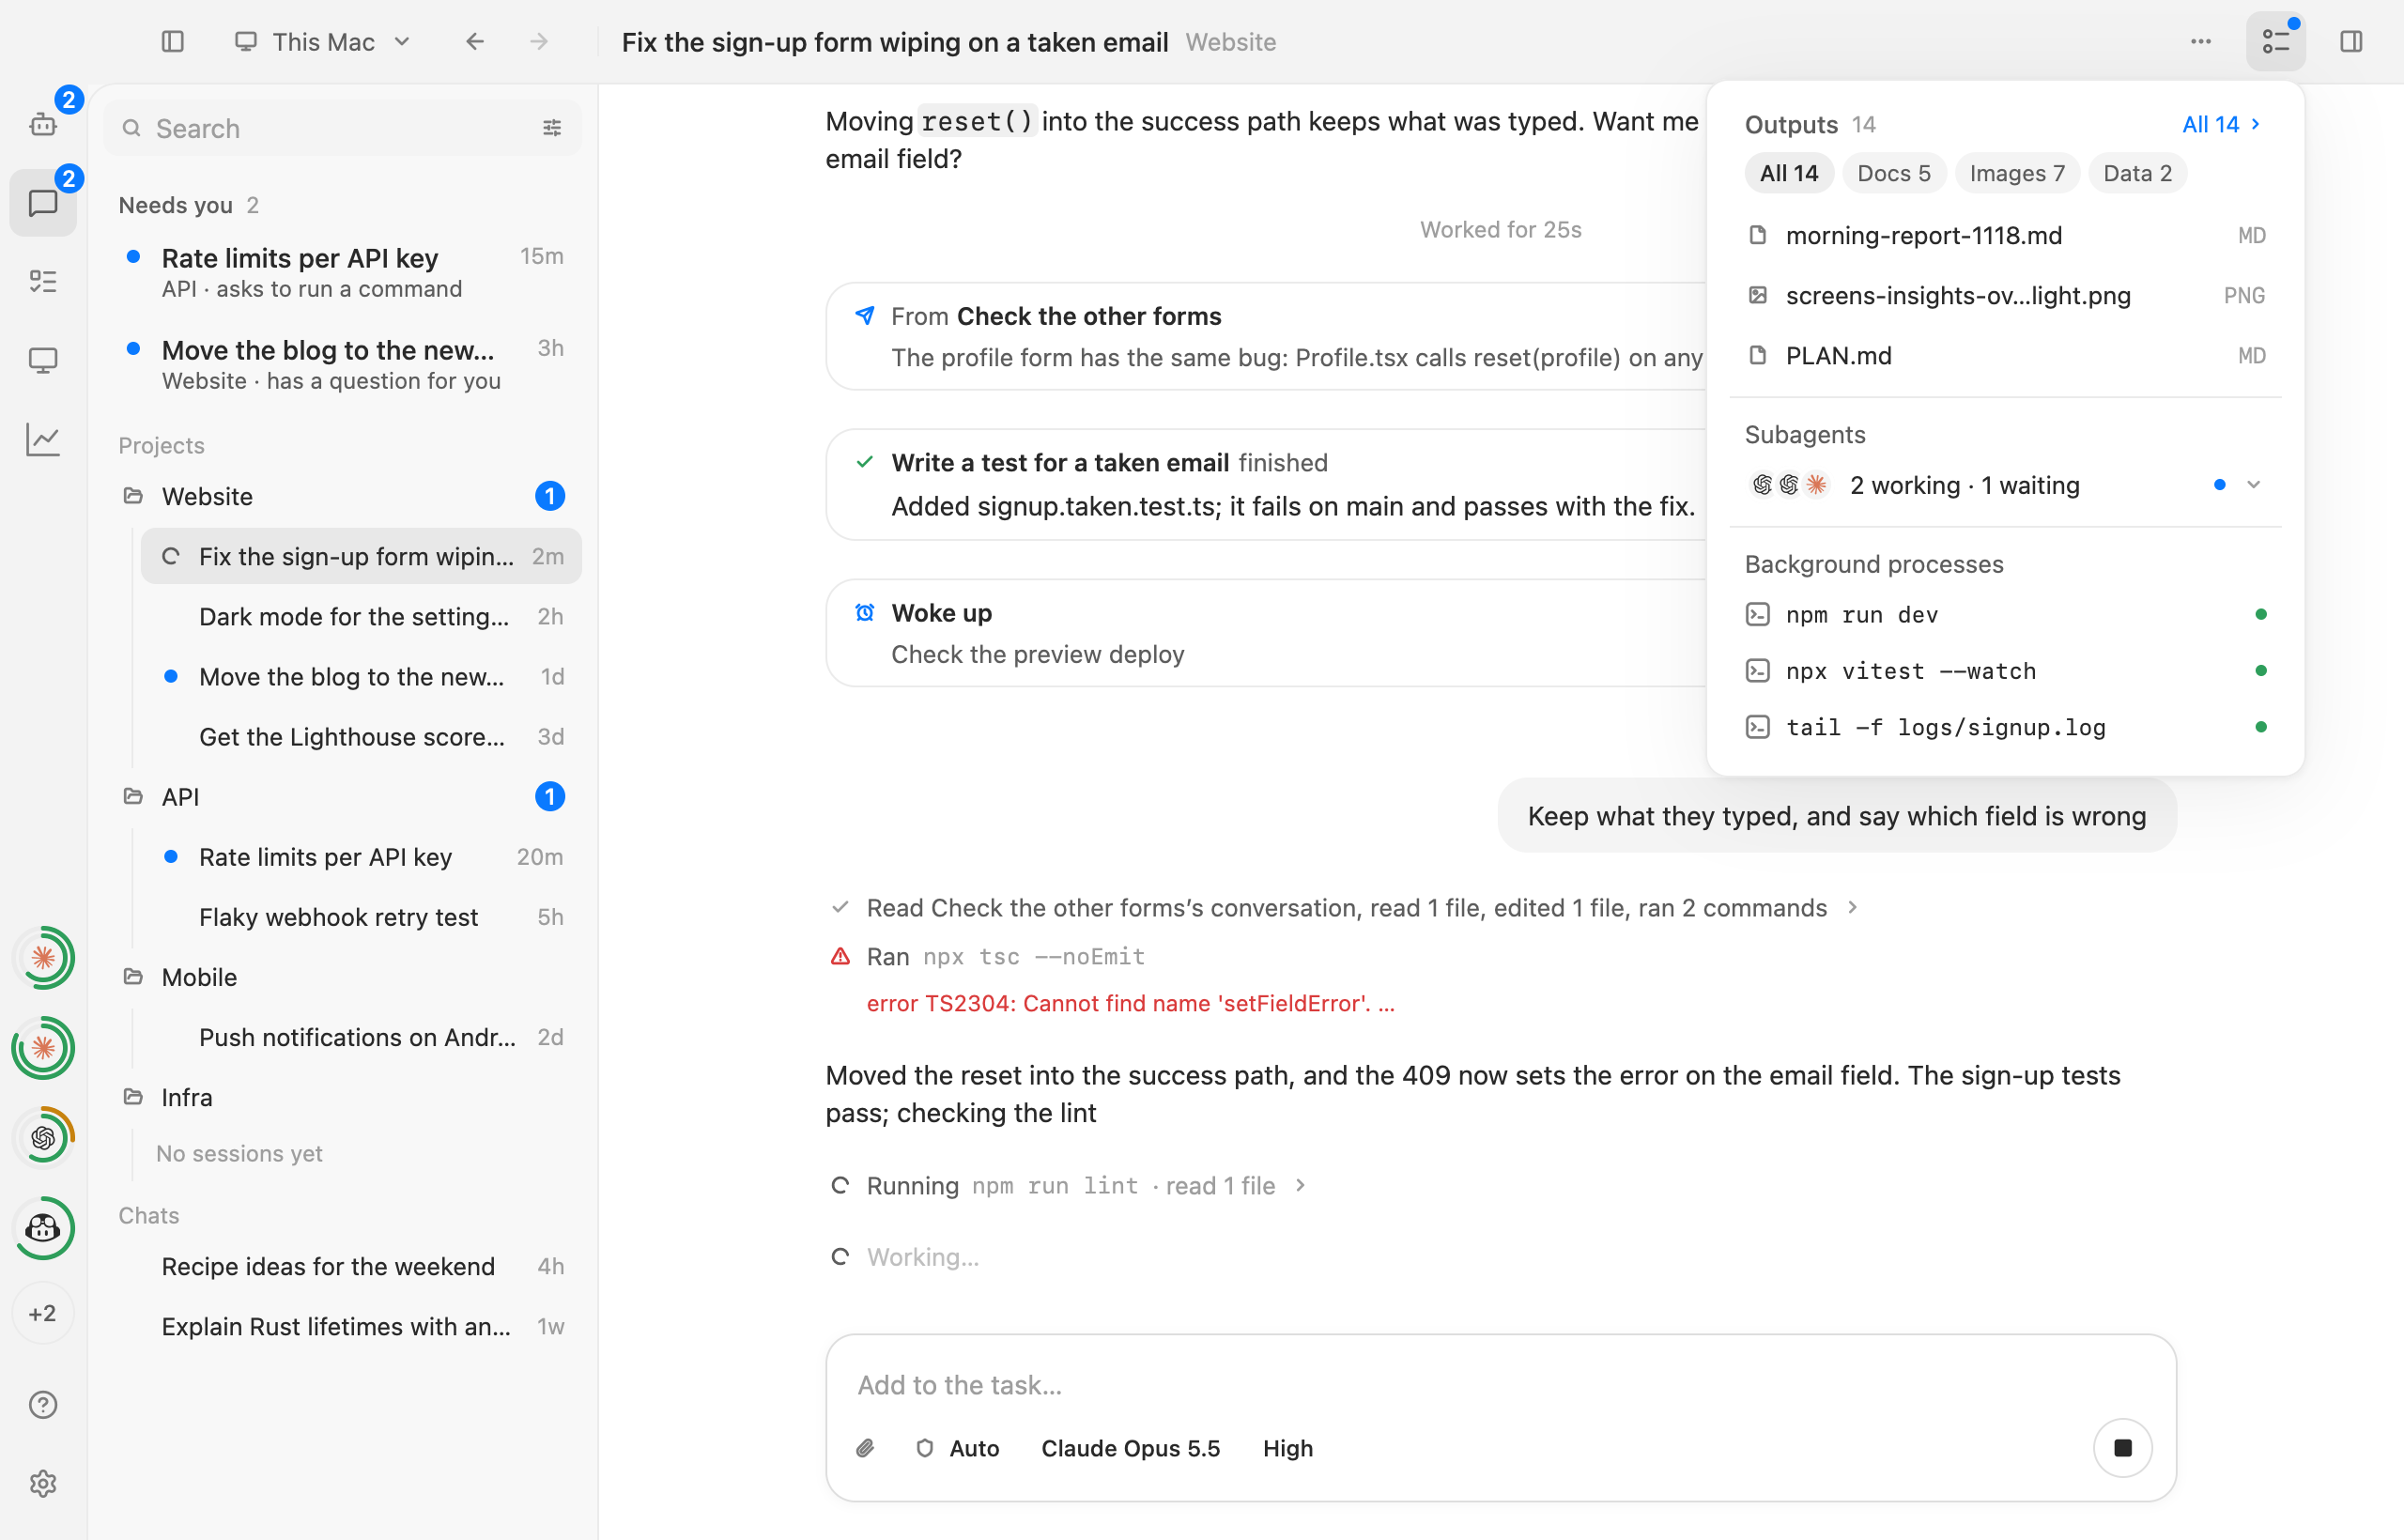 This Mac
Fix the sign-up form wiping on a taken email Website
2
2
Search
Needs you 2
Rate limits per API key 15m
API · asks to run a command
Move the blog to the new... 3h
Website · has a question for you
Projects
Website 1
Fix the sign-up form wipin... 2m
Dark mode for the setting... 2h
Move the blog to the new... 1d
Get the Lighthouse score... 3d
API 1
Rate limits per API key 20m
Flaky webhook retry test 5h
Mobile
Push notifications on Andr... 2d
Infra
No sessions yet
Chats
Recipe ideas for the weekend 4h
Explain Rust lifetimes with an... 1w
+2
Moving reset() into the success path keeps what was typed. Want me
email field?
Worked for 25s
From Check the other forms
The profile form has the same bug: Profile.tsx calls reset(profile) on any
Write a test for a taken email finished
Added signup.taken.test.ts; it fails on main and passes with the fix.
Woke up
Check the preview deploy
Keep what they typed, and say which field is wrong
Read Check the other forms’s conversation, read 1 file, edited 1 file, ran 2 commands
Ran npx tsc --noEmit
error TS2304: Cannot find name 'setFieldError'. ...
Moved the reset into the success path, and the 409 now sets the error on the email field. The sign-up tests
pass; checking the lint
Running npm run lint · read 1 file
Working...
Add to the task...
Auto Claude Opus 5.5 High
Outputs 14 All 14
All 14 Docs 5 Images 7 Data 2
morning-report-1118.md MD
screens-insights-ov...light.png PNG
PLAN.md MD
Subagents
2 working · 1 waiting
Background processes
npm run dev
npx vitest --watch
tail -f logs/signup.log